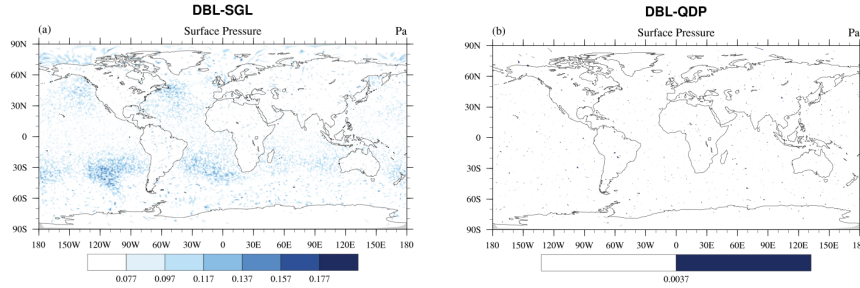 DBL-SGL
(a) Surface Pressure Pa
90N
60N
30N
0
30S
60S
90S
180 150W 120W 90W 60W 30W 0 30E 60E 90E 120E 150E 180
0.077 0.097 0.117 0.137 0.157 0.177
DBL-QDP
(b) Surface Pressure Pa
90N
60N
30N
0
30S
60S
90S
180 150W 120W 90W 60W 30W 0 30E 60E 90E 120E 150E 18
0.0037